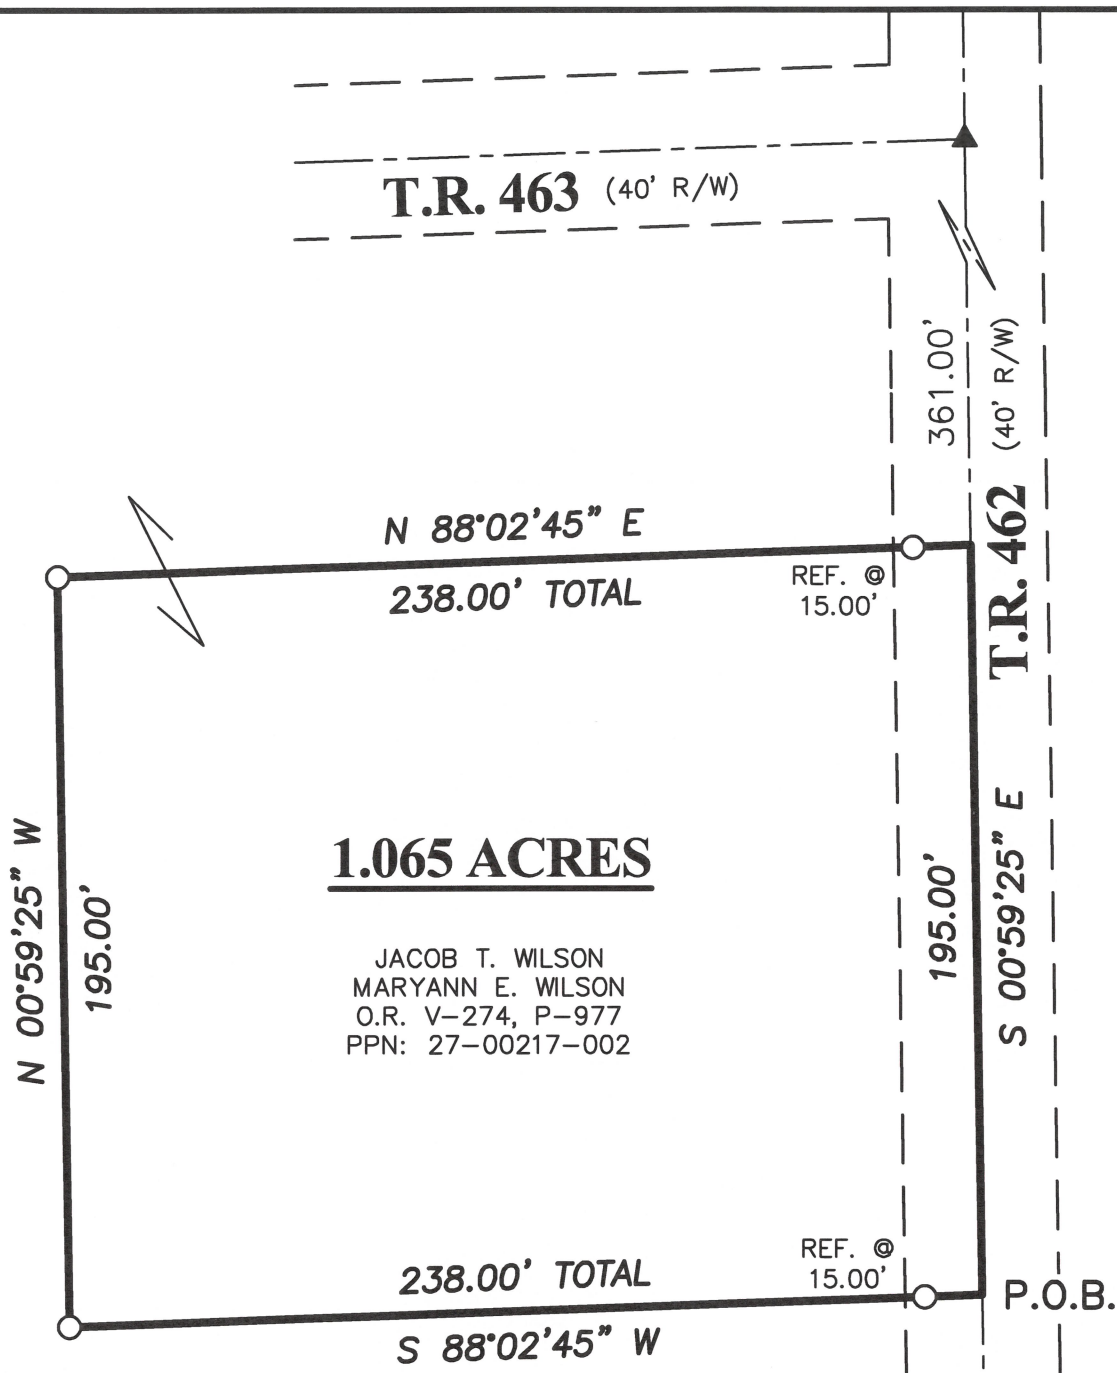 T.R. 463 (40' R/W)
361.00'
T.R. 462 (40' R/W)
N 88°02'45" E
238.00' TOTAL
REF. @
15.00'
N 00°59'25" W
195.00'
1.065 ACRES
JACOB T. WILSON
MARYANN E. WILSON
O.R. V-274, P-977
PPN: 27-00217-002
195.00'
S 00°59'25" E
REF. @
15.00'
238.00' TOTAL
S 88°02'45" W
P.O.B.